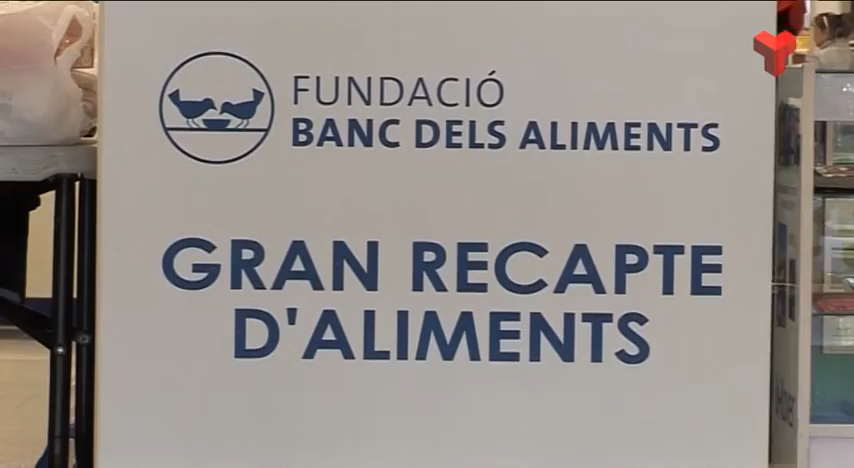 FUNDACIÓ
BANC DELS ALIMENTS
GRAN RECAPTE
D'ALIMENTS